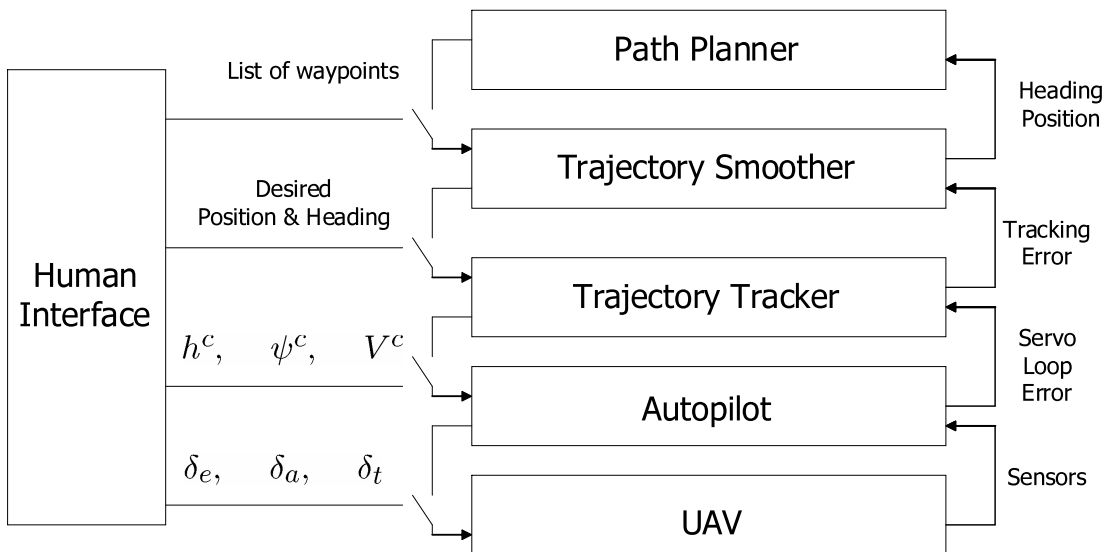 Path Planner
List of waypoints
Heading
Position
Trajectory Smoother
Desired
Position & Heading
Tracking
Error
Human
Interface
Trajectory Tracker
h^c, ψ^c, V^c
Servo
Loop
Error
Autopilot
δ_e, δ_a, δ_t
Sensors
UAV